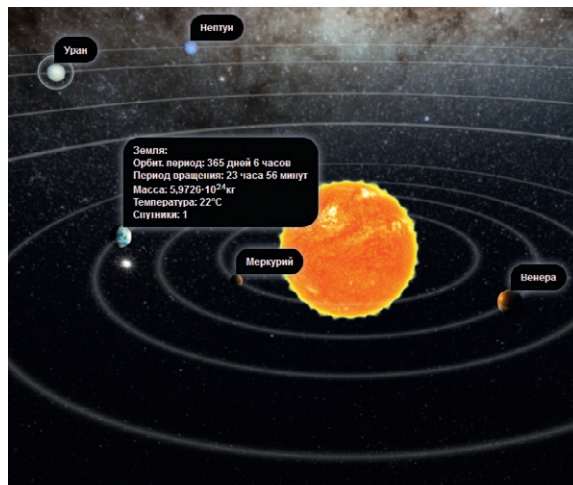 Нептун
Уран
Земля:
Орбит. период: 365 дней 6 часов
Период вращения: 23 часа 56 минут
Масса: 5,9726·10²⁴кг
Температура: 22°C
Спутники: 1
Меркурий
Венера